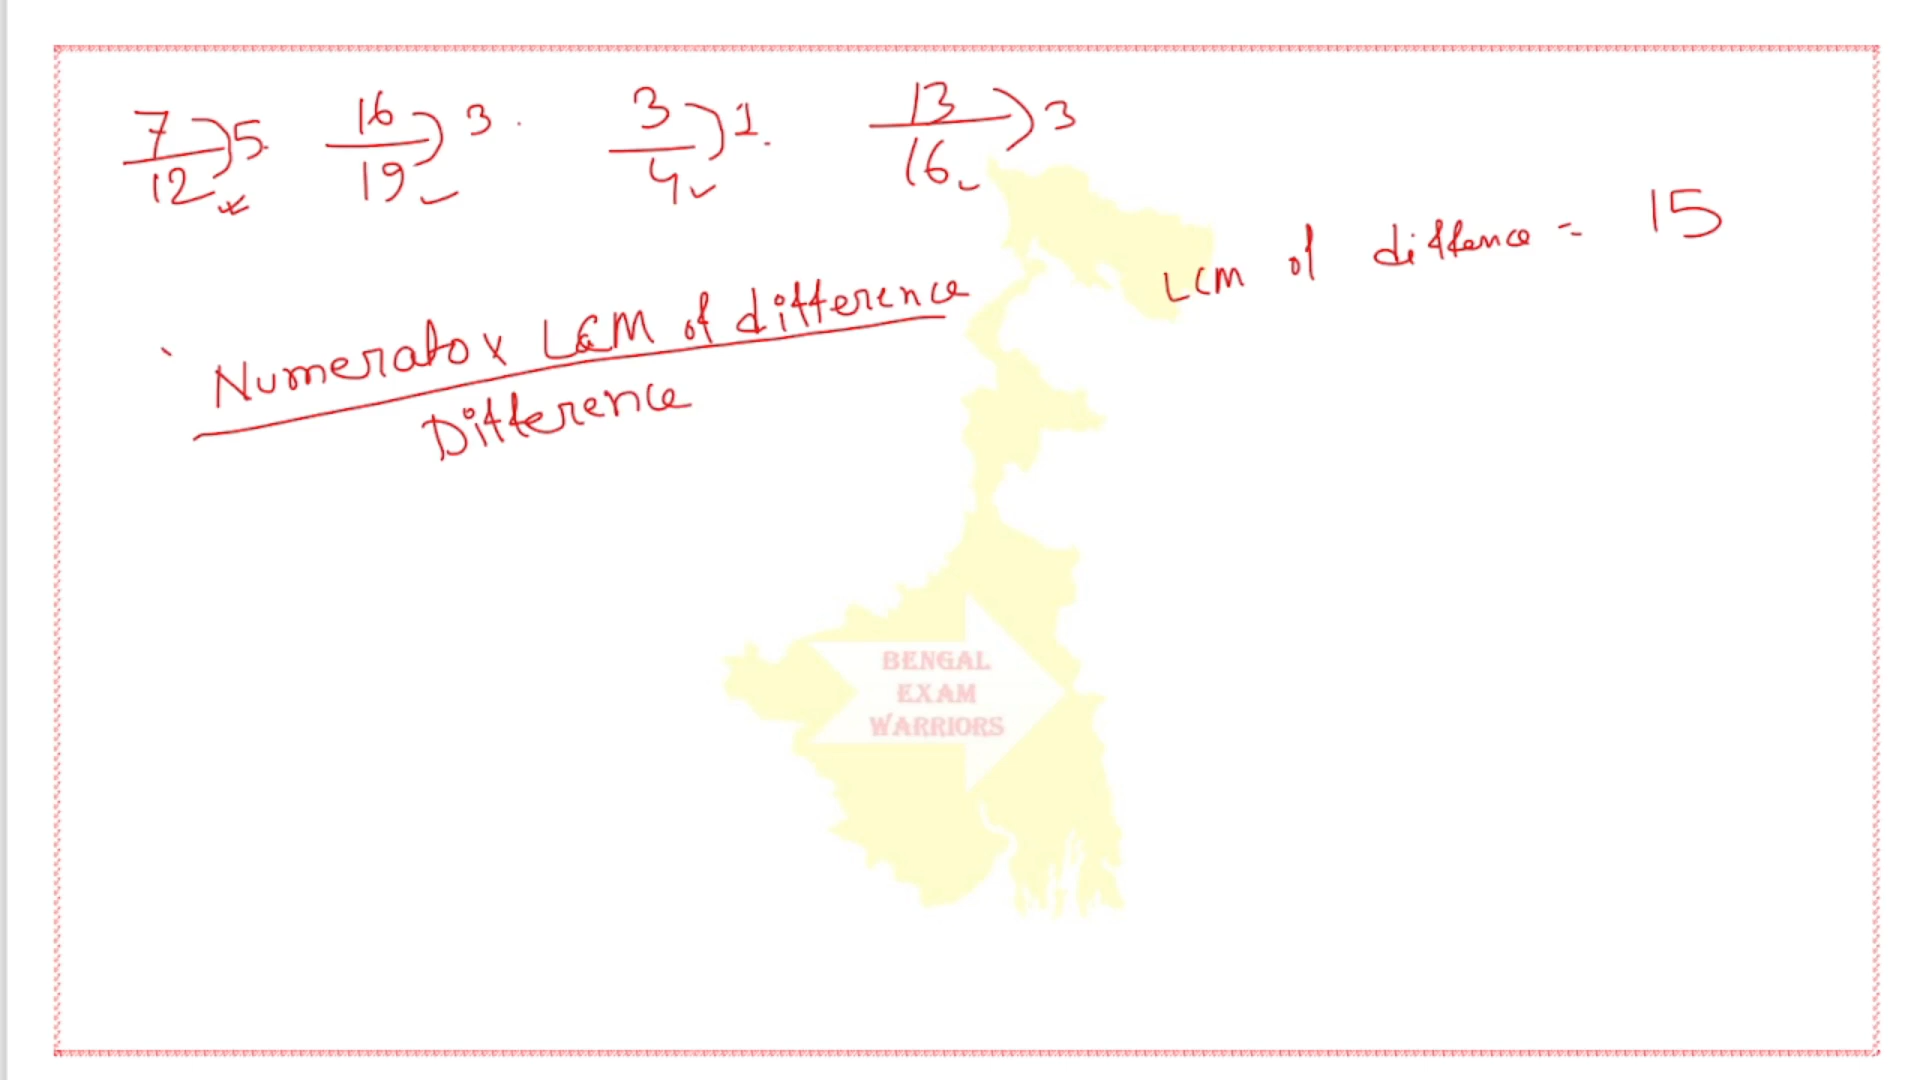 7/12 )5. 16/19 ) 3. 3/4 )1. 13/16 )3
LCM of diffence = 15
Numerator x LCM of difference
Difference
BENGAL
EXAM
WARRIORS